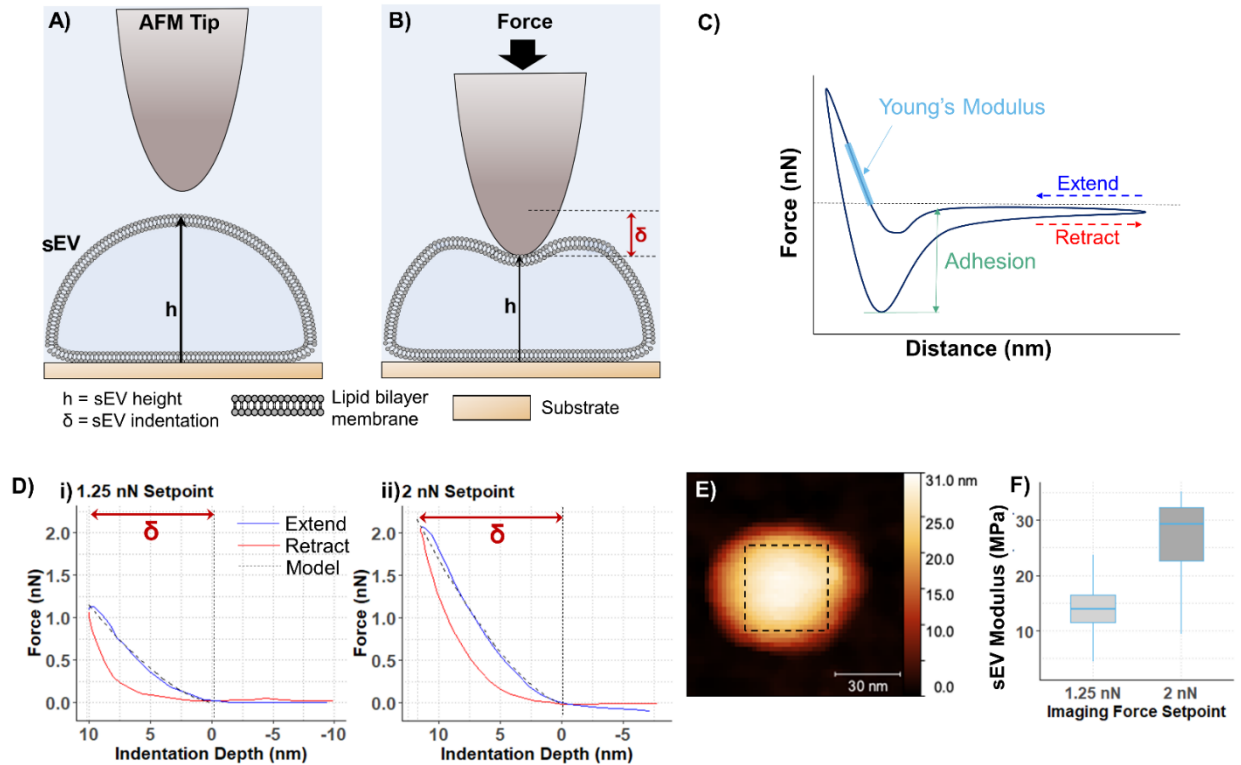 A)
AFM Tip
sEV
h
B)
Force
δ
h
C)
Force (nN)
Young's Modulus
Extend
Retract
Adhesion
Distance (nm)
h = sEV height
δ = sEV indentation
Lipid bilayer
membrane
Substrate
D)
i) 1.25 nN Setpoint
δ
Extend
Retract
Model
Force (nN)
2.0
1.5
1.0
0.5
0.0
10 5 0 -5 -10
Indentation Depth (nm)
ii) 2 nN Setpoint
δ
Force (nN)
2.0
1.5
1.0
0.5
0.0
10 5 0 -5
Indentation Depth (nm)
E)
31.0 nm
25.0
20.0
15.0
10.0
0.0
30 nm
F)
sEV Modulus (MPa)
30
20
10
1.25 nN 2 nN
Imaging Force Setpoint